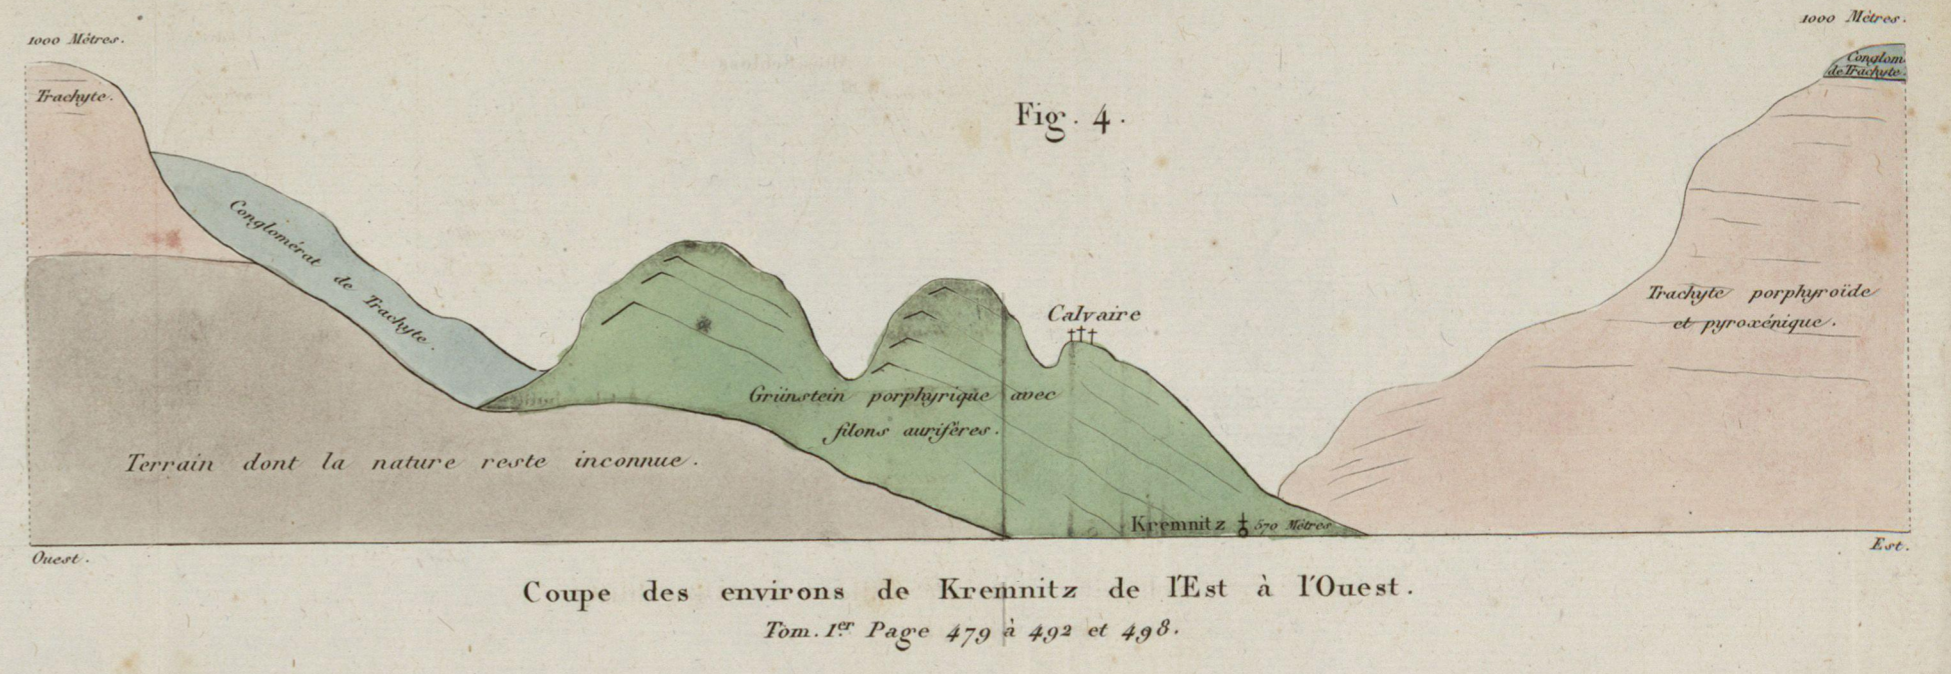 1000 Mètres.
1000 Mètres.
Trachyte.
Conglom.
de Trachyte.
Fig. 4.
Conglomérat de Trachyte.
Calvaire
Trachyte porphyroïde
et pyroxénique.
Grünstein porphyrique avec
filons aurifères.
Terrain dont la nature reste inconnue.
Kremnitz 570 Mètres
Ouest.
Est.
Coupe des environs de Kremnitz de l'Est à l'Ouest.
Tom. 1.er Page 479 à 492 et 498.